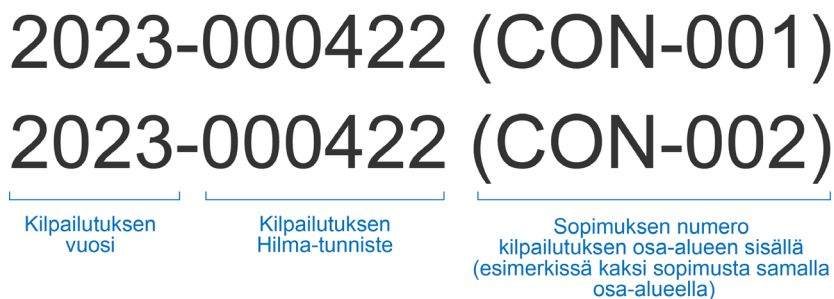 2023-000422 (CON-001)
2023-000422 (CON-002)
Kilpailutuksen
vuosi
Kilpailutuksen
Hilma-tunniste
Sopimuksen numero
kilpailutuksen osa-alueen sisällä
(esimerkissä kaksi sopimusta samalla
osa-alueella)